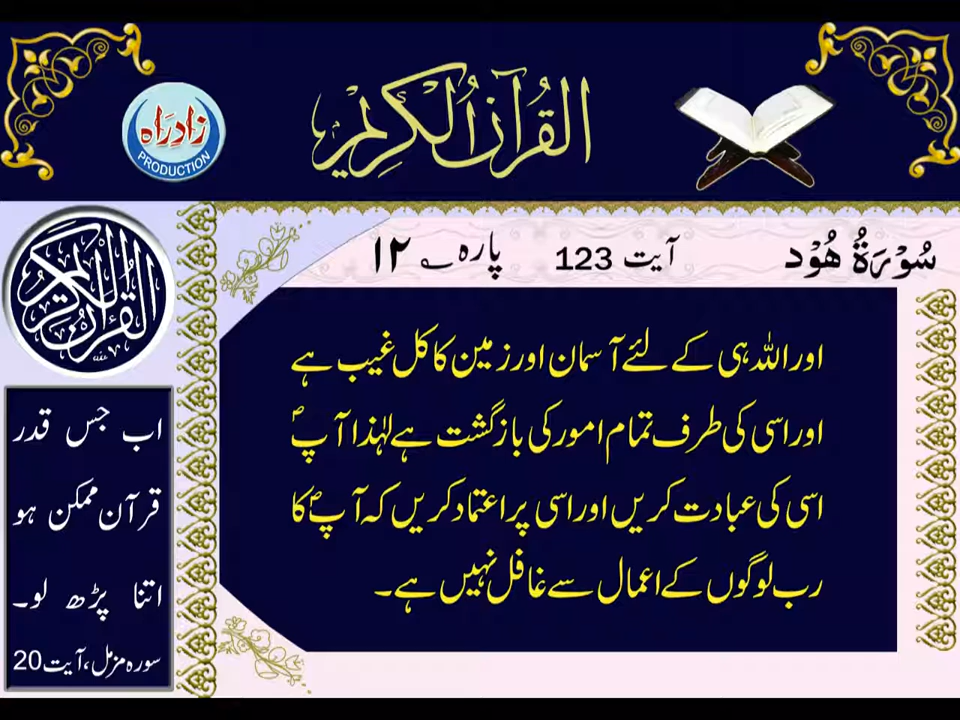 القرآن الکریم
زادِراہ
PRODUCTION
سُوْرَۃُ ھُوْد آیت 123 پارہ ۱۲
القرآن الکریم
اور اللہ ہی کے لئے آسمان اور زمین کا کل غیب ہے
اور اسی کی طرف تمام امور کی بازگشت ہے لہٰذا آپؐ
اسی کی عبادت کریں اور اسی پر اعتماد کریں کہ آپؐ کا
رب لوگوں کے اعمال سے غافل نہیں ہے۔
اب جس قدر
قرآن ممکن ہو
اتنا پڑھ لو۔
سورہ مزمل، آیت 20